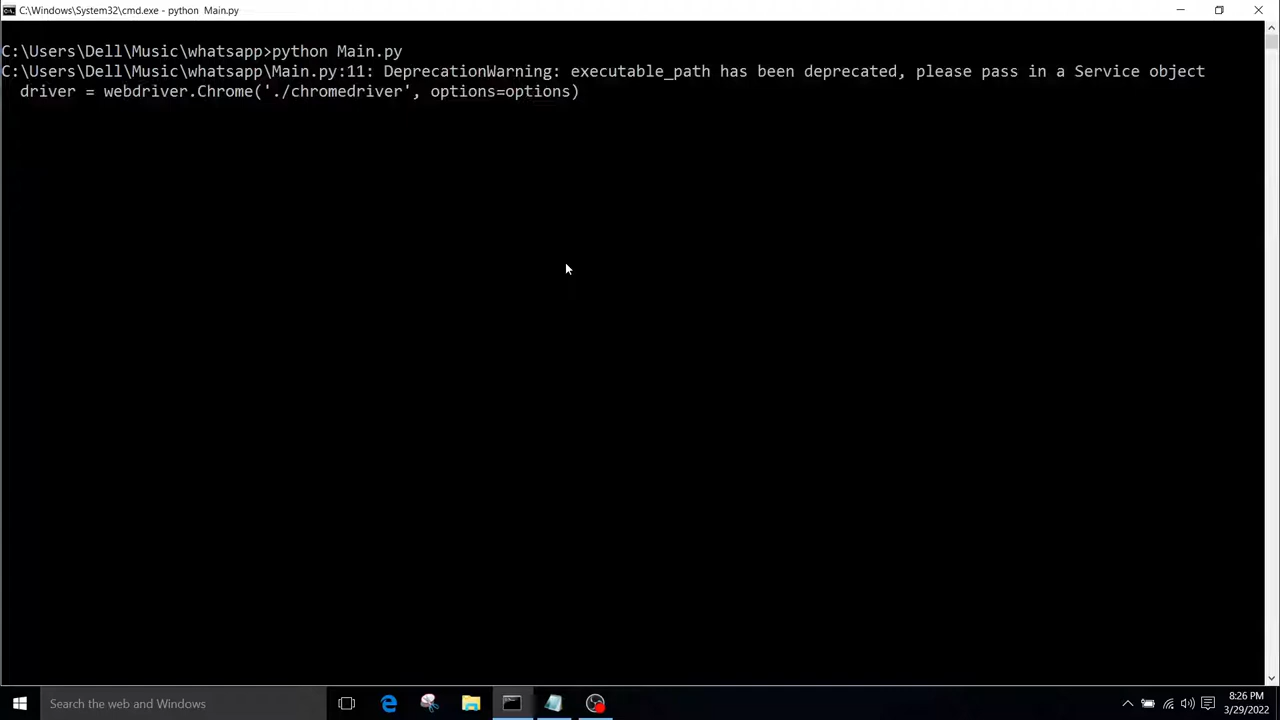 C:\Windows\System32\cmd.exe - python  Main.py
C:\Users\Dell\Music\whatsapp>python Main.py
C:\Users\Dell\Music\whatsapp\Main.py:11: DeprecationWarning: executable_path has been deprecated, please pass in a Service object
  driver = webdriver.Chrome('./chromedriver', options=options)
Search the web and Windows
8:26 PM
3/29/2022